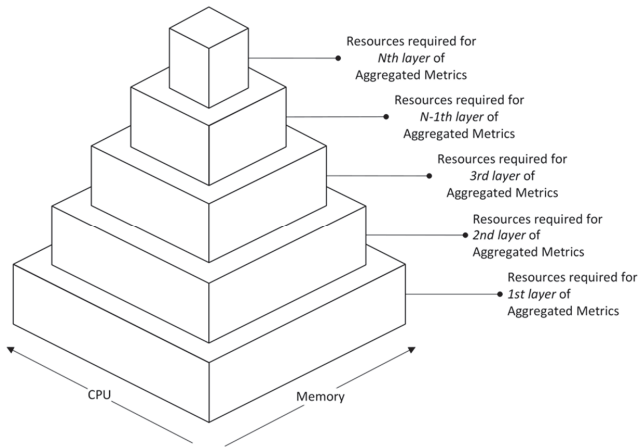 Resources required for
Nth layer of
Aggregated Metrics
Resources required for
N-1th layer of
Aggregated Metrics
Resources required for
3rd layer of
Aggregated Metrics
Resources required for
2nd layer of
Aggregated Metrics
Resources required for
1st layer of
Aggregated Metrics
CPU
Memory